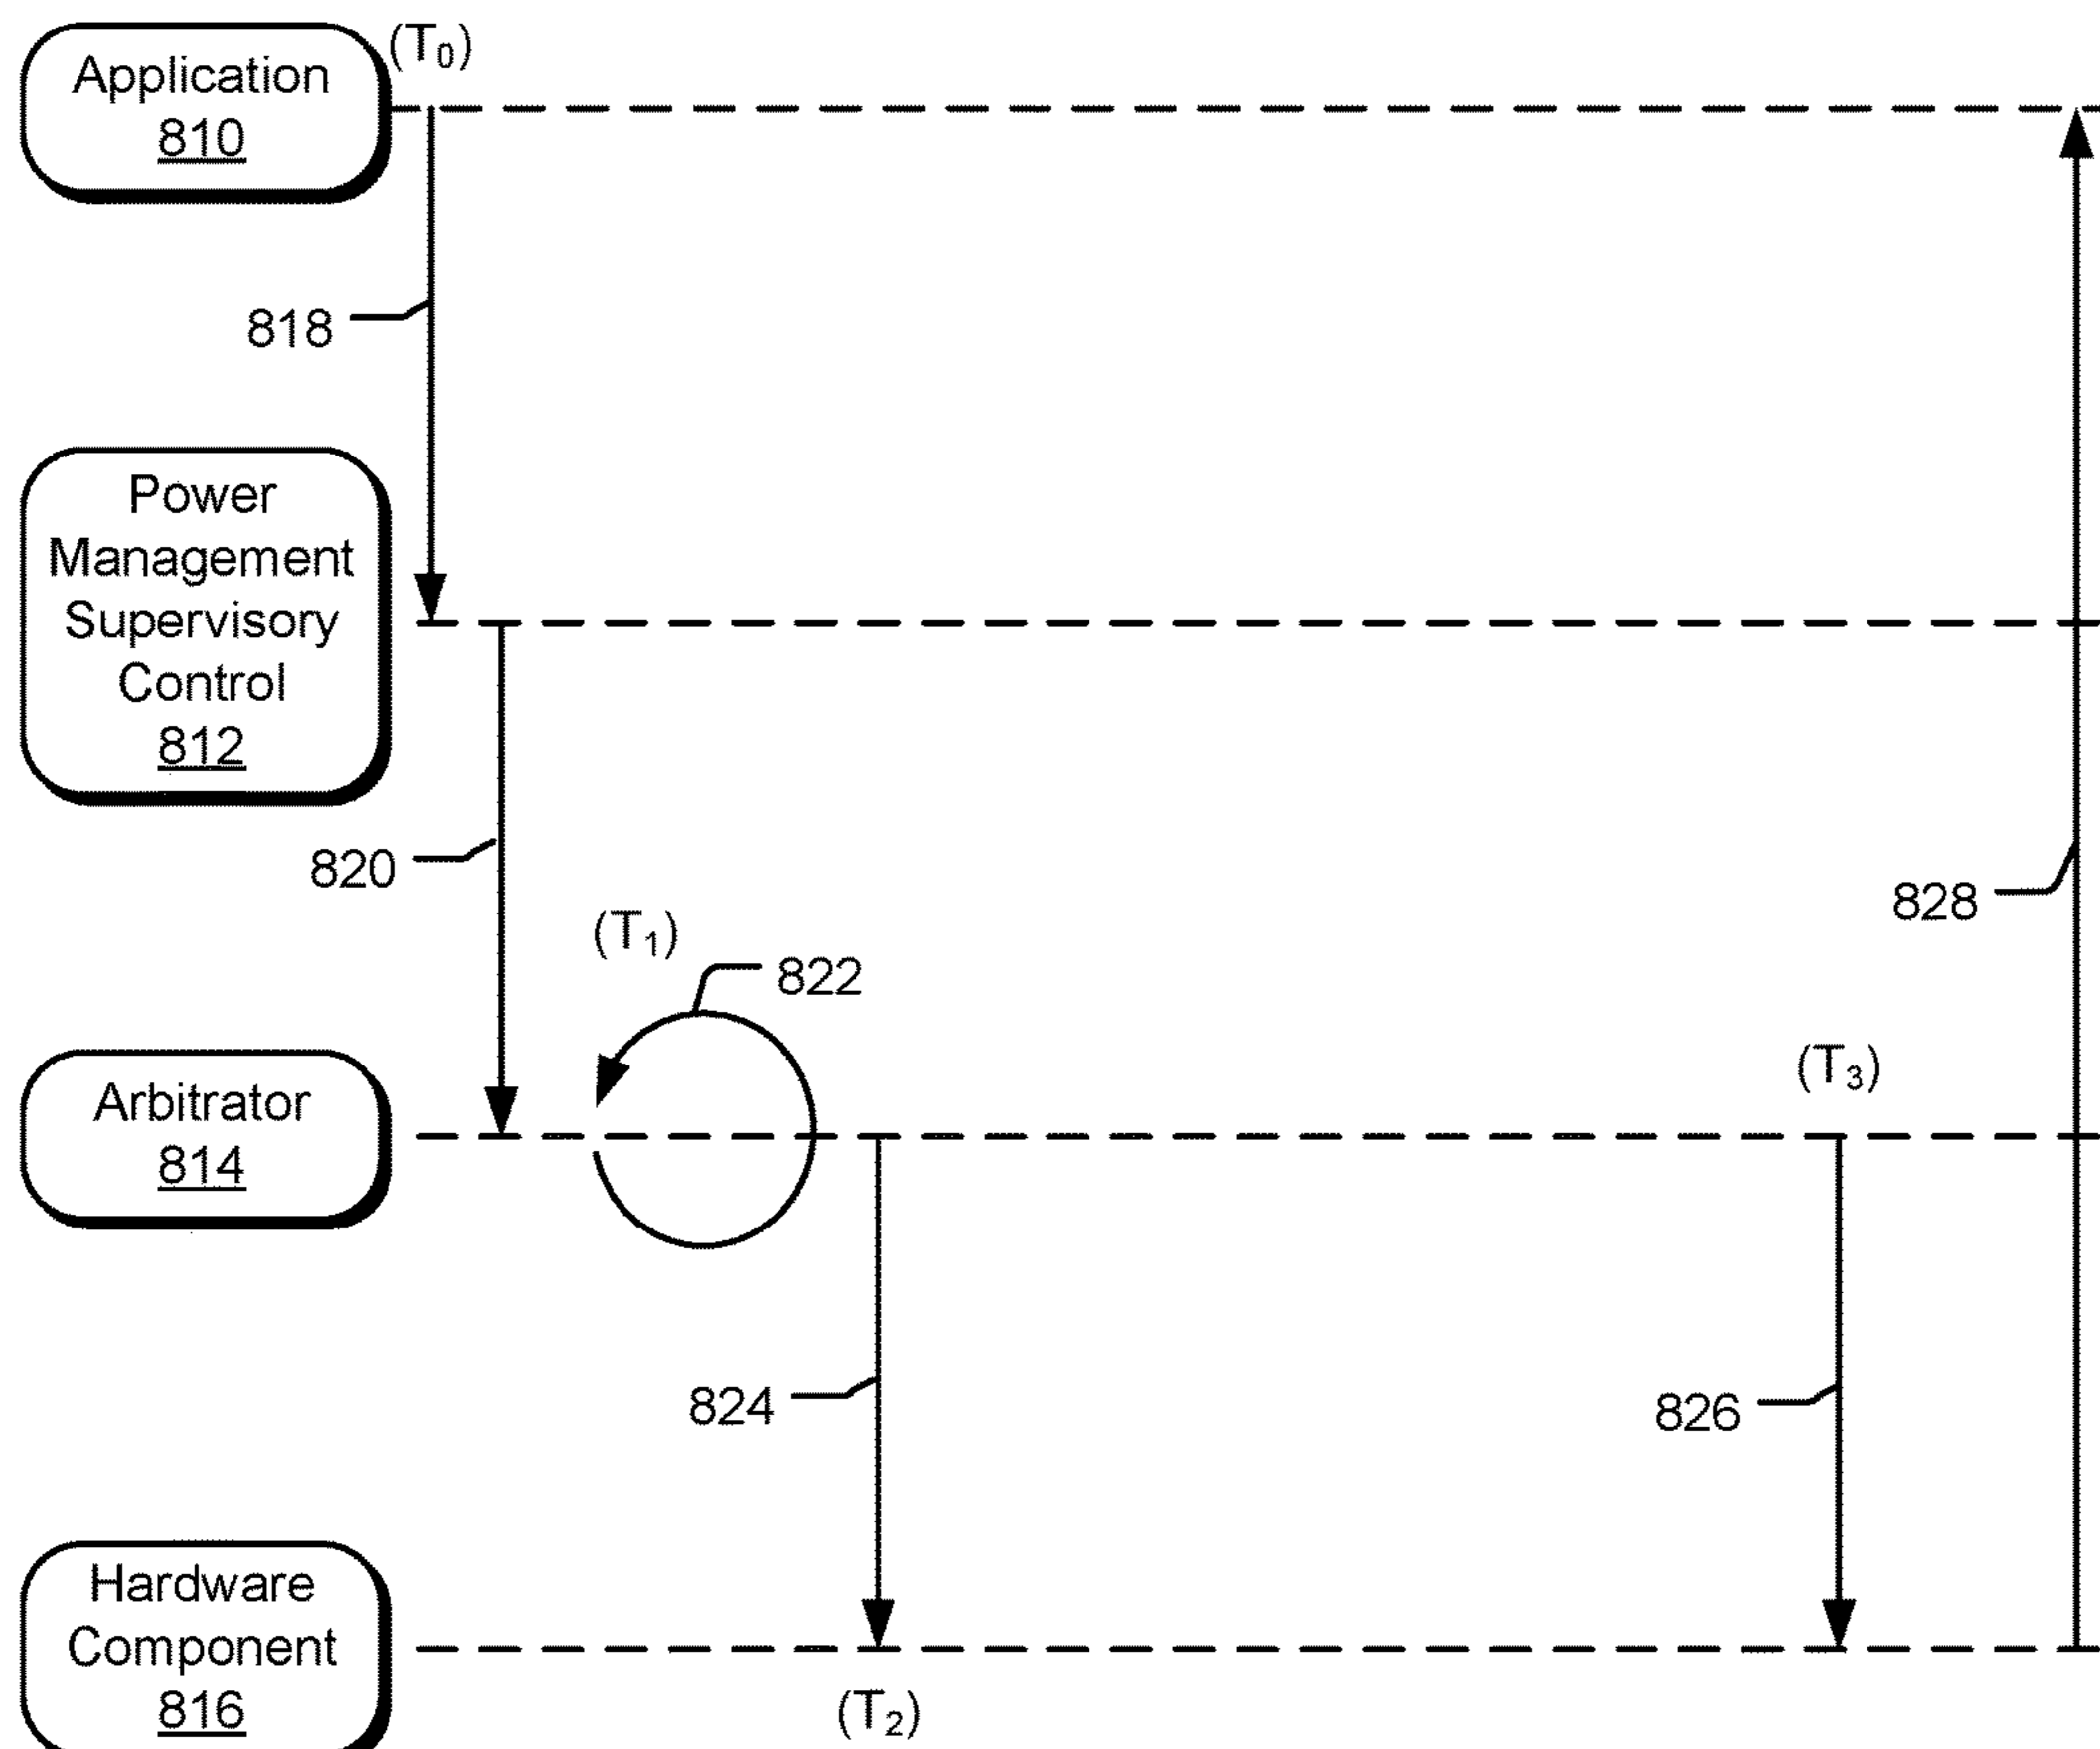 Application
810
(T0)
818
Power
Management
Supervisory
Control
812
820
828
(T1)
822
Arbitrator
814
(T3)
824
826
Hardware
Component
816
(T2)